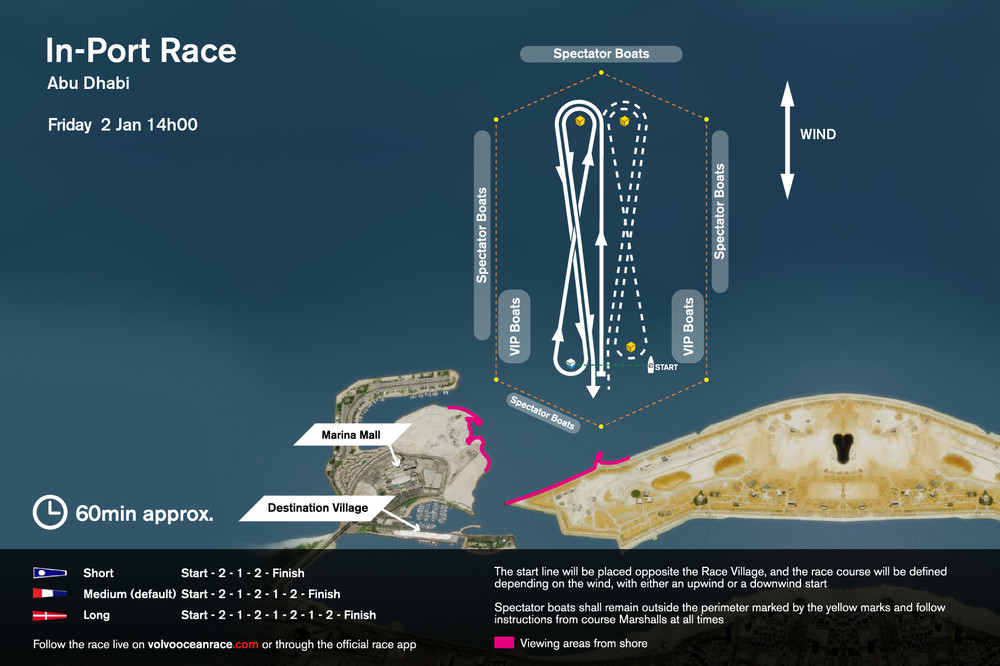 In-Port Race
Abu Dhabi
Friday 2 Jan 14h00
Spectator Boats
WIND
Spectator Boats
Spectator Boats
VIP Boats
VIP Boats
START
Spectator Boats
Marina Mall
Destination Village
60min approx.
Short Start - 2 - 1 - 2 - Finish
Medium (default) Start - 2 - 1 - 2 - 1 - 2 - Finish
Long Start - 2 - 1 - 2 - 1 - 2 - 1 - 2 - Finish
Follow the race live on volvooceanrace.com or through the official race app
The start line will be placed opposite the Race Village, and the race course will be defined
depending on the wind, with either an upwind or a downwind start
Spectator boats shall remain outside the perimeter marked by the yellow marks and follow
instructions from course Marshalls at all times
Viewing areas from shore